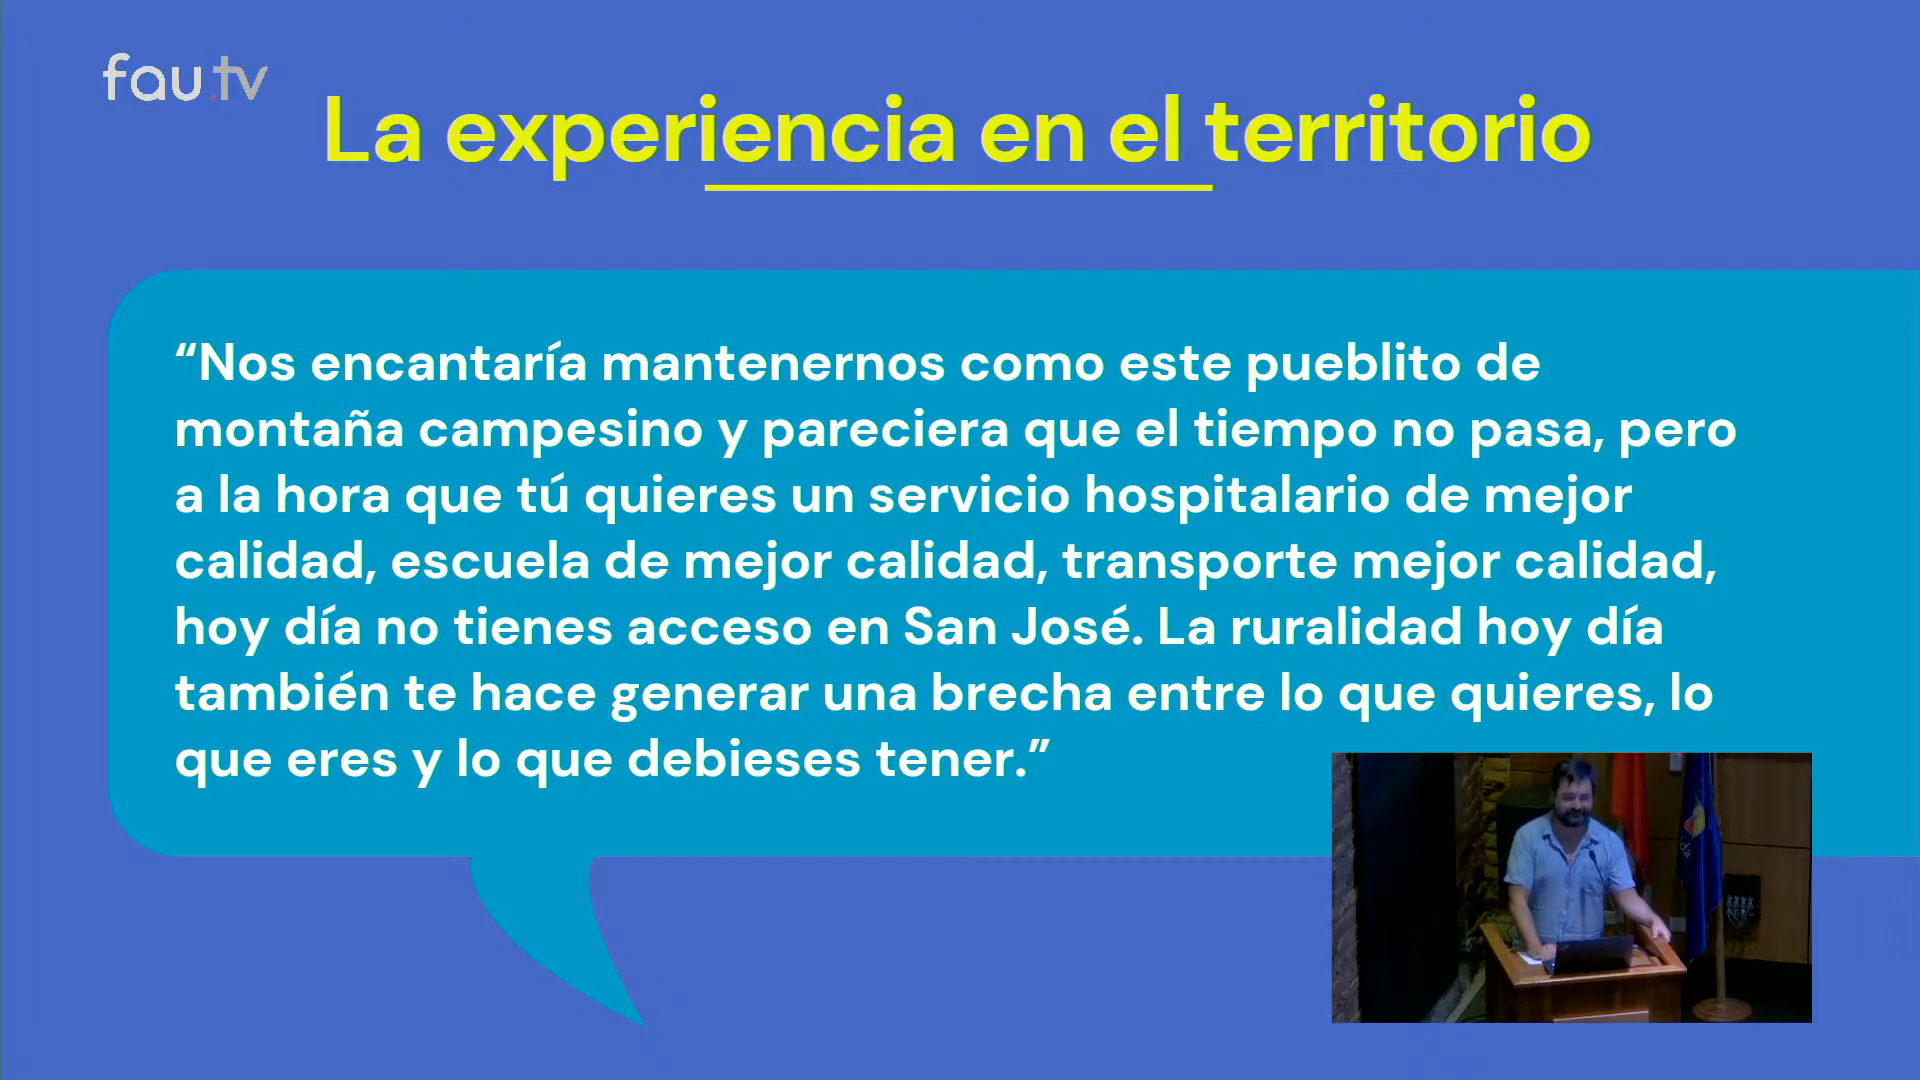 fau.tv
La experiencia en el territorio
“Nos encantaría mantenernos como este pueblito de
montaña campesino y pareciera que el tiempo no pasa, pero
a la hora que tú quieres un servicio hospitalario de mejor
calidad, escuela de mejor calidad, transporte mejor calidad,
hoy día no tienes acceso en San José. La ruralidad hoy día
también te hace generar una brecha entre lo que quieres, lo
que eres y lo que debieses tener.”